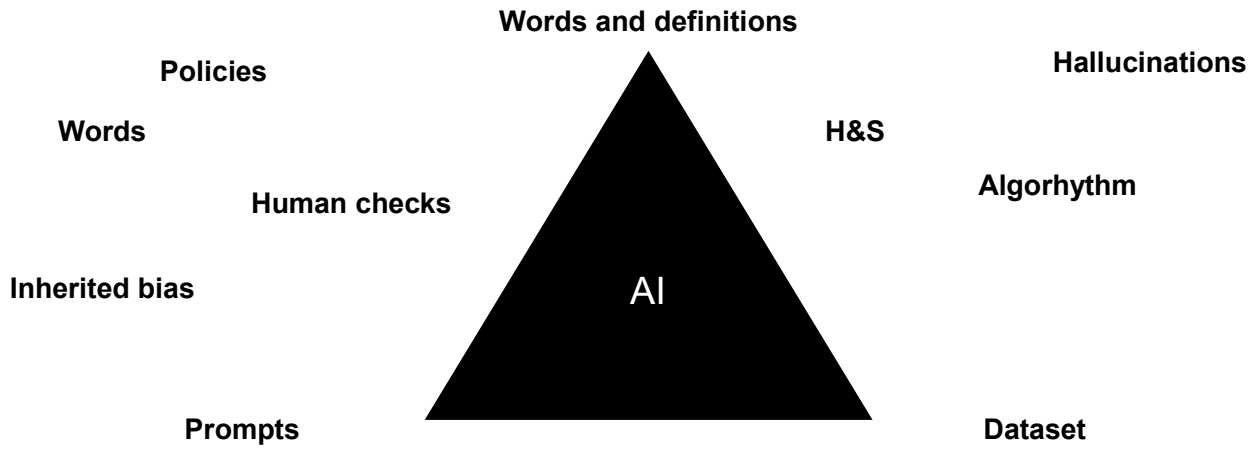 Words and definitions
Policies
Hallucinations
Words
H&S
Algorhythm
Human checks
AI
Inherited bias
Prompts
Dataset